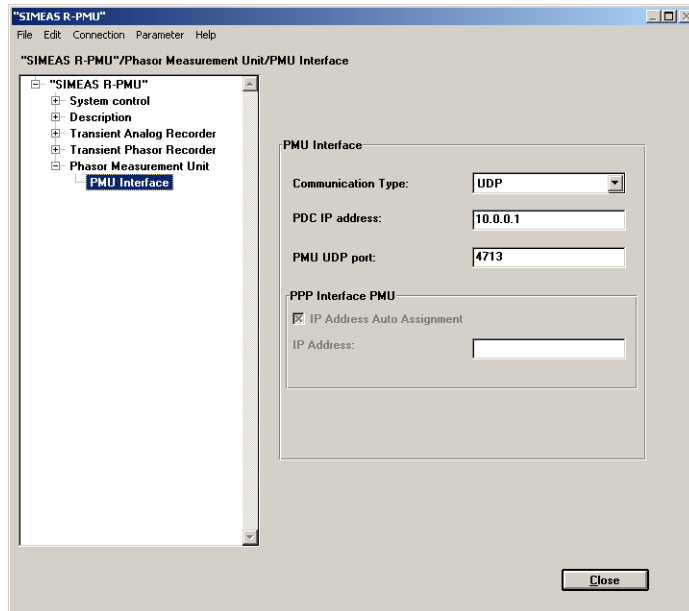 "SIMEAS R-PMU"
File Edit Connection Parameter Help
"SIMEAS R-PMU"/Phasor Measurement Unit/PMU Interface
"SIMEAS R-PMU"
System control
Description
Transient Analog Recorder
Transient Phasor Recorder
Phasor Measurement Unit
PMU Interface
PMU Interface
Communication Type: UDP
PDC IP address: 10.0.0.1
PMU UDP port: 4713
PPP Interface PMU
IP Address Auto Assignment
IP Address:
Close